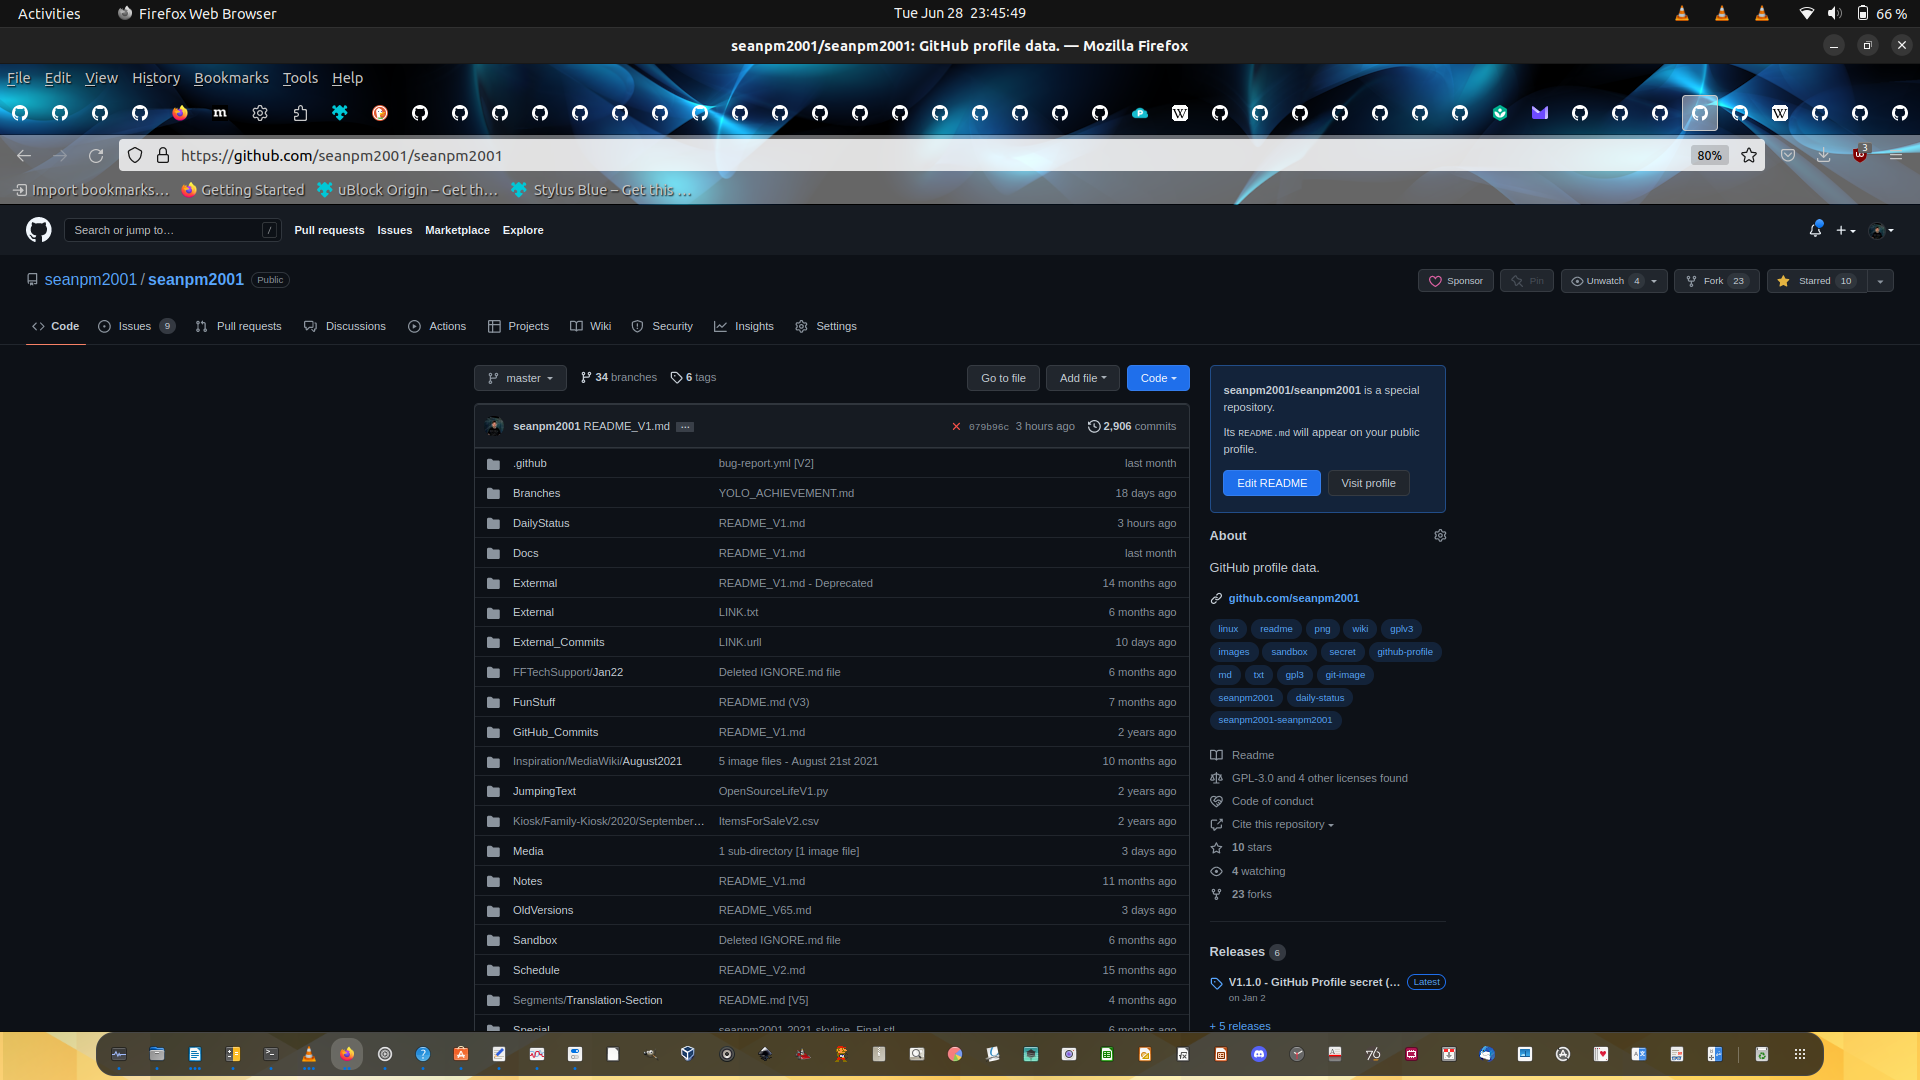 Activities Firefox Web Browser Tue Jun 28 23:45:49 66 %
seanpm2001/seanpm2001: GitHub profile data. — Mozilla Firefox
File Edit View History Bookmarks Tools Help
https://github.com/seanpm2001/seanpm2001 80% 3
Import bookmarks… Getting Started uBlock Origin – Get th… Stylus Blue – Get this …
Search or jump to… / Pull requests Issues Marketplace Explore
seanpm2001 / seanpm2001 Public Sponsor Pin Unwatch 4 Fork 23 Starred 10
Code Issues 9 Pull requests Discussions Actions Projects Wiki Security Insights Settings
master 34 branches 6 tags Go to file Add file Code
seanpm2001 README_V1.md … 079b96c 3 hours ago 2,906 commits
.github bug-report.yml [V2] last month
Branches YOLO_ACHIEVEMENT.md 18 days ago
DailyStatus README_V1.md 3 hours ago
Docs README_V1.md last month
Extermal README_V1.md - Deprecated 14 months ago
External LINK.txt 6 months ago
External_Commits LINK.urll 10 days ago
FFTechSupport/Jan22 Deleted IGNORE.md file 6 months ago
FunStuff README.md (V3) 7 months ago
GitHub_Commits README_V1.md 2 years ago
Inspiration/MediaWiki/August2021 5 image files - August 21st 2021 10 months ago
JumpingText OpenSourceLifeV1.py 2 years ago
Kiosk/Family-Kiosk/2020/September… ItemsForSaleV2.csv 2 years ago
Media 1 sub-directory [1 image file] 3 days ago
Notes README_V1.md 11 months ago
OldVersions README_V65.md 3 days ago
Sandbox Deleted IGNORE.md file 6 months ago
Schedule README_V2.md 15 months ago
Segments/Translation-Section README.md [V5] 4 months ago
Special seanpm2001-2021-skyline_Final.stl 6 months ago
seanpm2001/seanpm2001 is a special
repository.
Its README.md will appear on your public
profile.
Edit README Visit profile
About
GitHub profile data.
github.com/seanpm2001
linux readme png wiki gplv3
images sandbox secret github-profile
md txt gpl3 git-image
seanpm2001 daily-status
seanpm2001-seanpm2001
Readme
GPL-3.0 and 4 other licenses found
Code of conduct
Cite this repository
10 stars
4 watching
23 forks
Releases 6
V1.1.0 - GitHub Profile secret (… Latest
on Jan 2
+ 5 releases